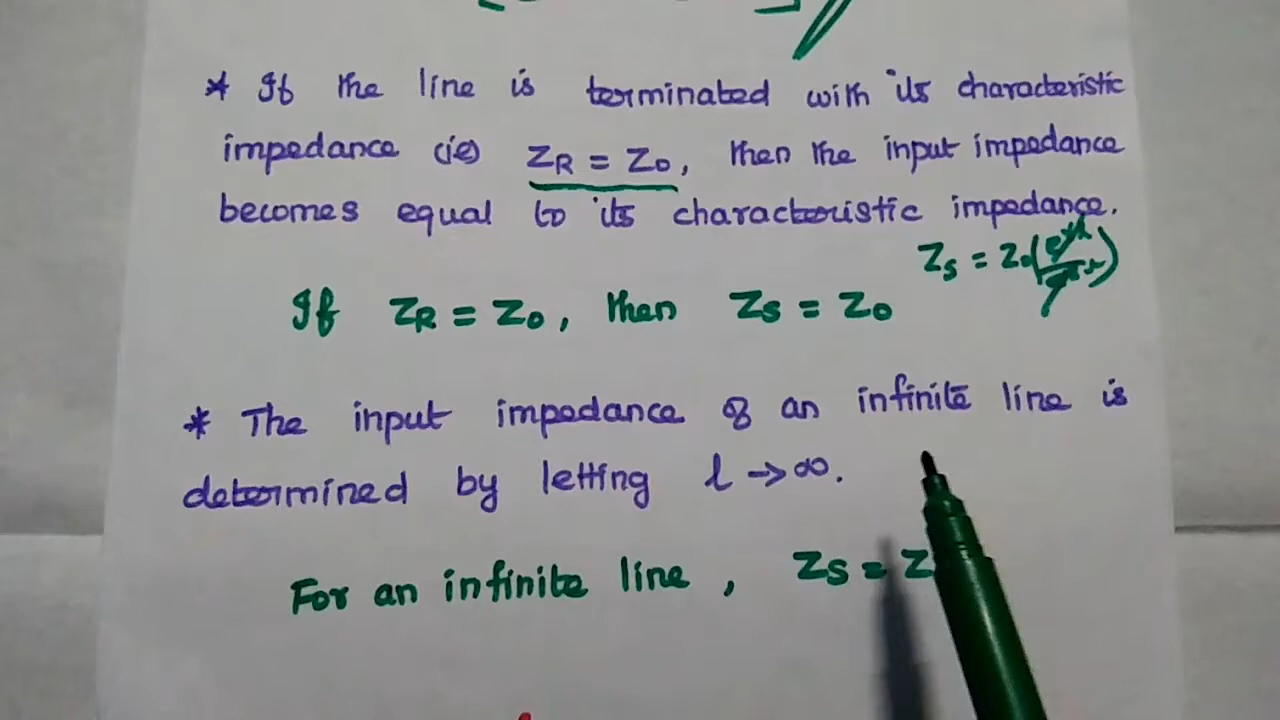 * If the line is terminated with its characteristic
impedance (ie) ZR = Z0, then the input impedance
becomes equal to its characteristic impedance.
Zs = Z0
If ZR = Z0, then Zs = Z0
* The input impedance of an infinite line is
determined by letting l → ∞.
For an infinite line, Zs = Z